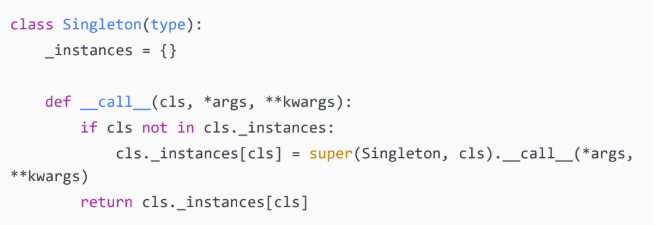 class Singleton(type):
    _instances = {}

    def __call__(cls, *args, **kwargs):
        if cls not in cls._instances:
            cls._instances[cls] = super(Singleton, cls).__call__(*args,
**kwargs)
        return cls._instances[cls]